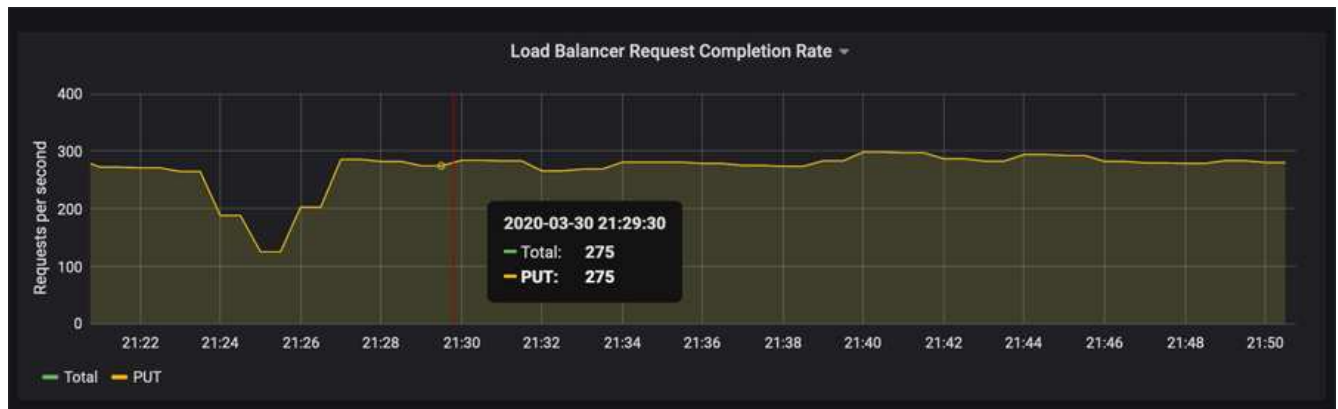 Load Balancer Request Completion Rate
400
300
200
100
0
Requests per second
2020-03-30 21:29:30
Total: 275
PUT: 275
21:22 21:24 21:26 21:28 21:30 21:32 21:34 21:36 21:38 21:40 21:42 21:44 21:46 21:48 21:50
Total PUT